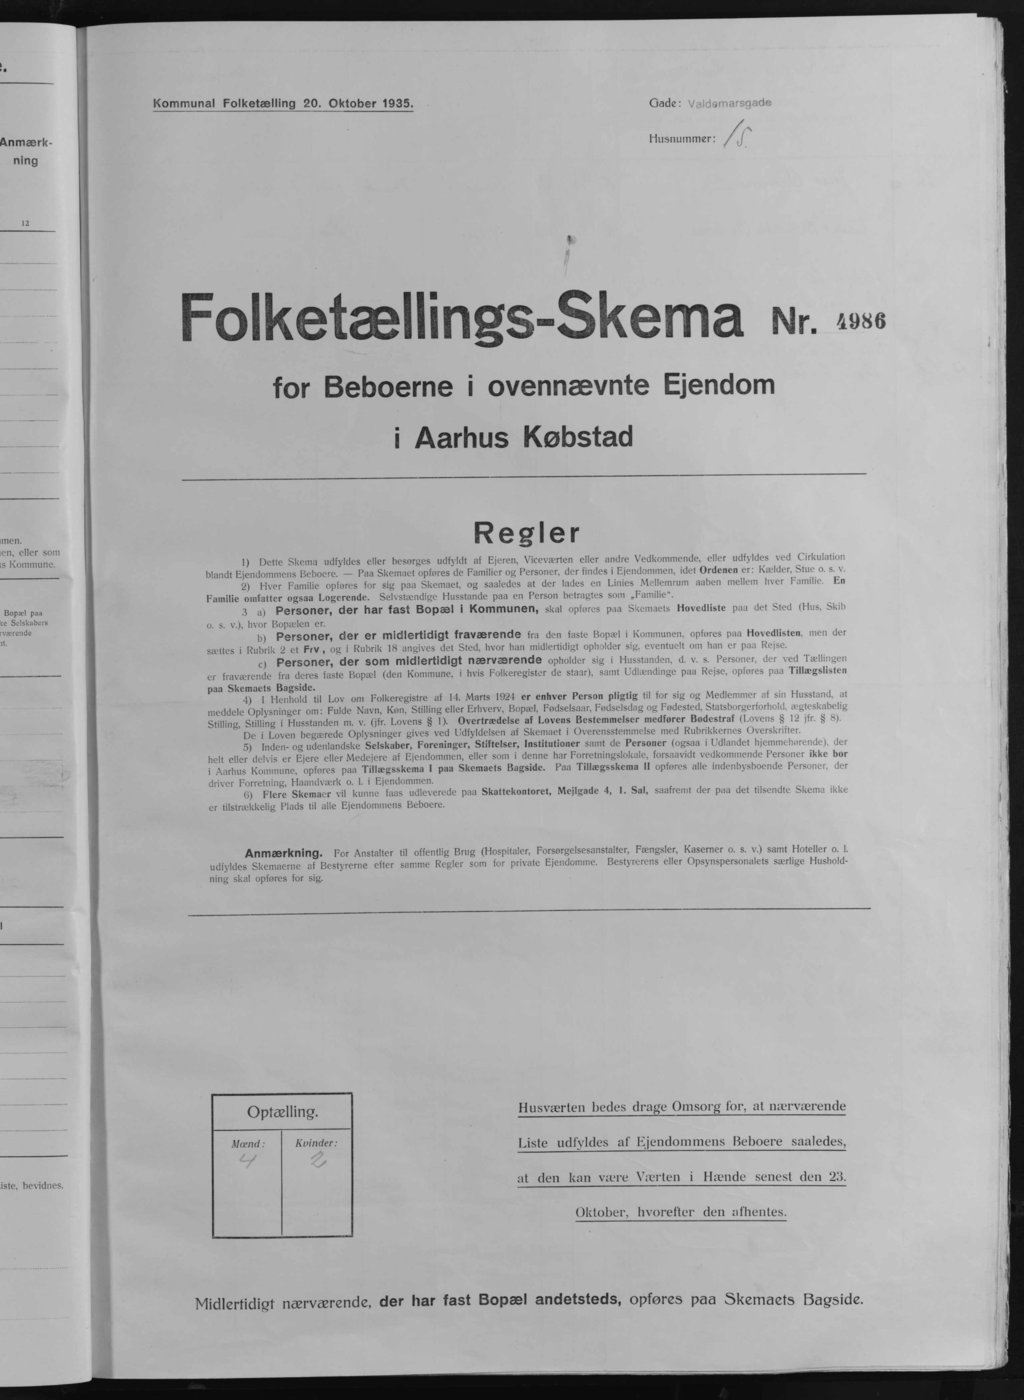 e.
Anmærk-
ning
12
men.
en, eller som
s Kommune.
Bopæl paa
ke Selskabers
rværende
nt.
l
iste, bevidnes.
Kommunal Folketælling 20. Oktober 1935.
Gade: Valdemarsgade
Husnummer: 15.
Folketællings-Skema Nr. 4986
for Beboerne i ovennævnte Ejendom
i Aarhus Købstad
Regler
1) Dette Skema udfyldes eller besørges udfyldt af Ejeren, Viceværten eller andre Vedkommende, eller udfyldes ved Cirkulation
blandt Ejendommens Beboere. — Paa Skemaet opføres de Familier og Personer, der findes i Ejendommen, idet Ordenen er: Kælder, Stue o. s. v.
2) Hver Familie opføres for sig paa Skemaet, og saaledes at der lades en Linies Mellemrum aaben mellem hver Familie. En
Familie omfatter ogsaa Logerende. Selvstændige Husstande paa en Person betragtes som „Familie“.
3 a) Personer, der har fast Bopæl i Kommunen, skal opføres paa Skemaets Hovedliste paa det Sted (Hus, Skib
o. s. v.), hvor Bopælen er.
b) Personer, der er midlertidigt fraværende fra den faste Bopæl i Kommunen, opføres paa Hovedlisten, men der
sættes i Rubrik 2 et Frv, og i Rubrik 18 angives det Sted, hvor han midlertidigt opholder sig, eventuelt om han er paa Rejse.
c) Personer, der som midlertidigt nærværende opholder sig i Husstanden, d. v. s. Personer, der ved Tællingen
er fraværende fra deres faste Bopæl (den Kommune, i hvis Folkeregister de staar), samt Udlændinge paa Rejse, opføres paa Tillægslisten
paa Skemaets Bagside.
4) I Henhold til Lov om Folkeregistre af 14. Marts 1924 er enhver Person pligtig til for sig og Medlemmer af sin Husstand, at
meddele Oplysninger om: Fulde Navn, Køn, Stilling eller Erhverv, Bopæl, Fødselsaar, Fødselsdag og Fødested, Statsborgerforhold, ægteskabelig
Stilling, Stilling i Husstanden m. v. (jfr. Lovens § 1). Overtrædelse af Lovens Bestemmelser medfører Bødestraf (Lovens § 12 jfr. § 8).
De i Loven begærede Oplysninger gives ved Udfyldelsen af Skemaet i Overensstemmelse med Rubrikkernes Overskrifter.
5) Inden- og udenlandske Selskaber, Foreninger, Stiftelser, Institutioner samt de Personer (ogsaa i Udlandet hjemmehørende), der
helt eller delvis er Ejere eller Medejere af Ejendommen, eller som i denne har Forretningslokale, forsaavidt vedkommende Personer ikke bor
i Aarhus Kommune, opføres paa Tillægsskema I paa Skemaets Bagside. Paa Tillægsskema II opføres alle indenbysboende Personer, der
driver Forretning, Haandværk o. l. i Ejendommen.
6) Flere Skemaer vil kunne faas udleverede paa Skattekontoret, Mejlgade 4, 1. Sal, saafremt der paa det tilsendte Skema ikke
er tilstrækkelig Plads til alle Ejendommens Beboere.
Anmærkning. For Anstalter til offentlig Brug (Hospitaler, Forsørgelsesanstalter, Fængsler, Kaserner o. s. v.) samt Hoteller o. l.
udfyldes Skemaerne af Bestyrerne efter samme Regler som for private Ejendomme. Bestyrerens eller Opsynspersonalets særlige Hushold-
ning skal opføres for sig.
Optælling.
Mænd: Kvinder:
4 2
Husværten bedes drage Omsorg for, at nærværende
Liste udfyldes af Ejendommens Beboere saaledes,
at den kan være Værten i Hænde senest den 23.
Oktober, hvorefter den afhentes.
Midlertidigt nærværende, der har fast Bopæl andetsteds, opføres paa Skemaets Bagside.